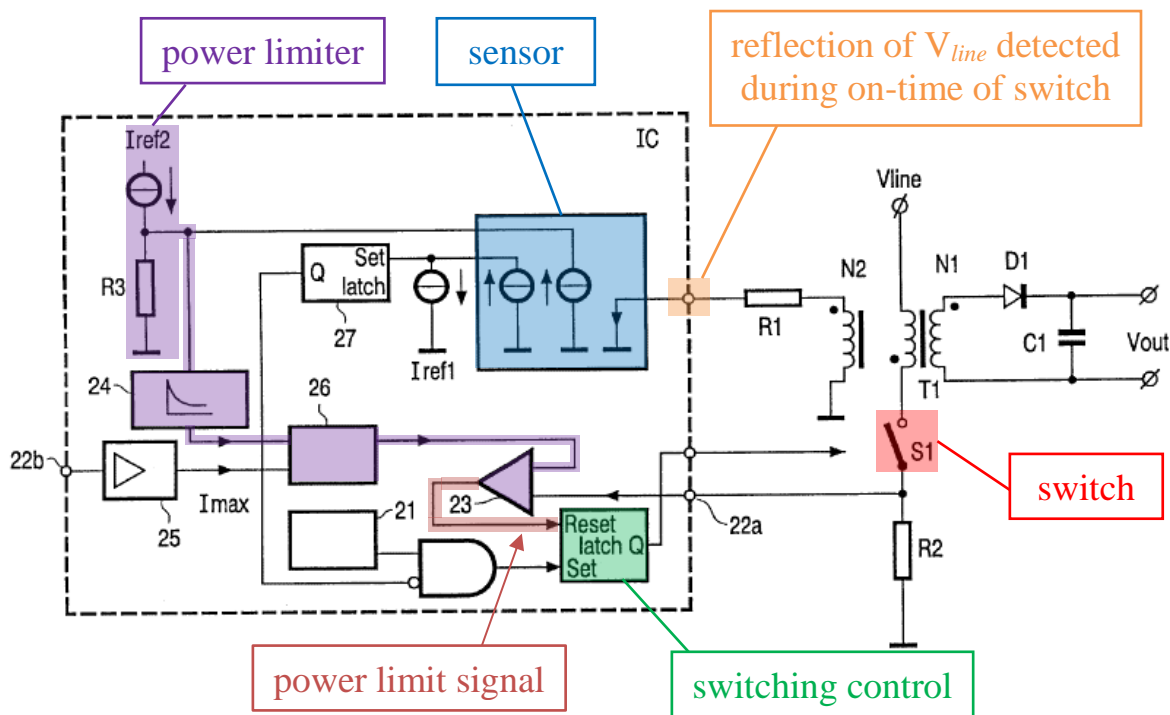 power limiter
sensor
reflection of Vline detected
during on-time of switch
Iref2
IC
Vline
Set
Q
latch
27
R3
Iref1
R1
N2
N1
D1
C1
Vout
T1
24
26
22b
25
Imax
21
23
22a
S1
switch
Reset
latch Q
Set
R2
power limit signal
switching control